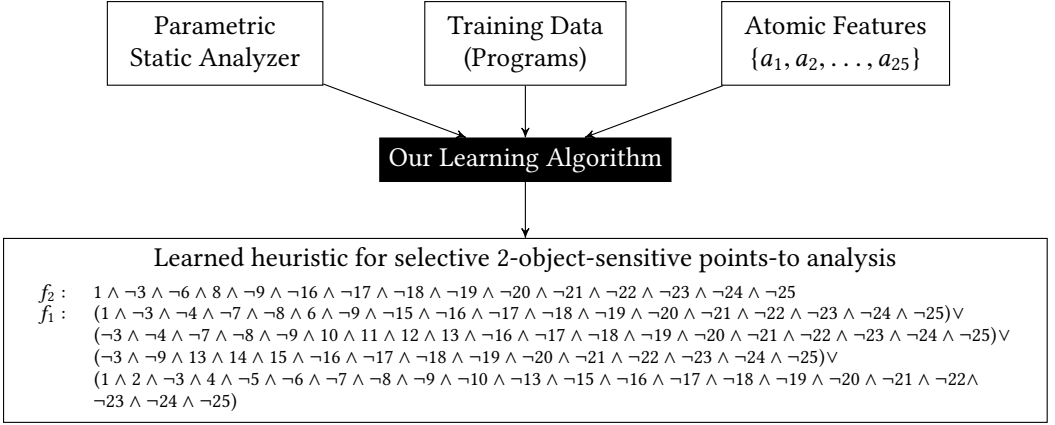 Parametric
Static Analyzer
Training Data
(Programs)
Atomic Features
{a₁, a₂, . . . , a₂₅}
Our Learning Algorithm
Learned heuristic for selective 2-object-sensitive points-to analysis
f₂ : 1 ∧ ¬3 ∧ ¬6 ∧ 8 ∧ ¬9 ∧ ¬16 ∧ ¬17 ∧ ¬18 ∧ ¬19 ∧ ¬20 ∧ ¬21 ∧ ¬22 ∧ ¬23 ∧ ¬24 ∧ ¬25
f₁ : (1 ∧ ¬3 ∧ ¬4 ∧ ¬7 ∧ ¬8 ∧ 6 ∧ ¬9 ∧ ¬15 ∧ ¬16 ∧ ¬17 ∧ ¬18 ∧ ¬19 ∧ ¬20 ∧ ¬21 ∧ ¬22 ∧ ¬23 ∧ ¬24 ∧ ¬25)∨
(¬3 ∧ ¬4 ∧ ¬7 ∧ ¬8 ∧ ¬9 ∧ 10 ∧ 11 ∧ 12 ∧ 13 ∧ ¬16 ∧ ¬17 ∧ ¬18 ∧ ¬19 ∧ ¬20 ∧ ¬21 ∧ ¬22 ∧ ¬23 ∧ ¬24 ∧ ¬25)∨
(¬3 ∧ ¬9 ∧ 13 ∧ 14 ∧ 15 ∧ ¬16 ∧ ¬17 ∧ ¬18 ∧ ¬19 ∧ ¬20 ∧ ¬21 ∧ ¬22 ∧ ¬23 ∧ ¬24 ∧ ¬25)∨
(1 ∧ 2 ∧ ¬3 ∧ 4 ∧ ¬5 ∧ ¬6 ∧ ¬7 ∧ ¬8 ∧ ¬9 ∧ ¬10 ∧ ¬13 ∧ ¬15 ∧ ¬16 ∧ ¬17 ∧ ¬18 ∧ ¬19 ∧ ¬20 ∧ ¬21 ∧ ¬22∧
¬23 ∧ ¬24 ∧ ¬25)